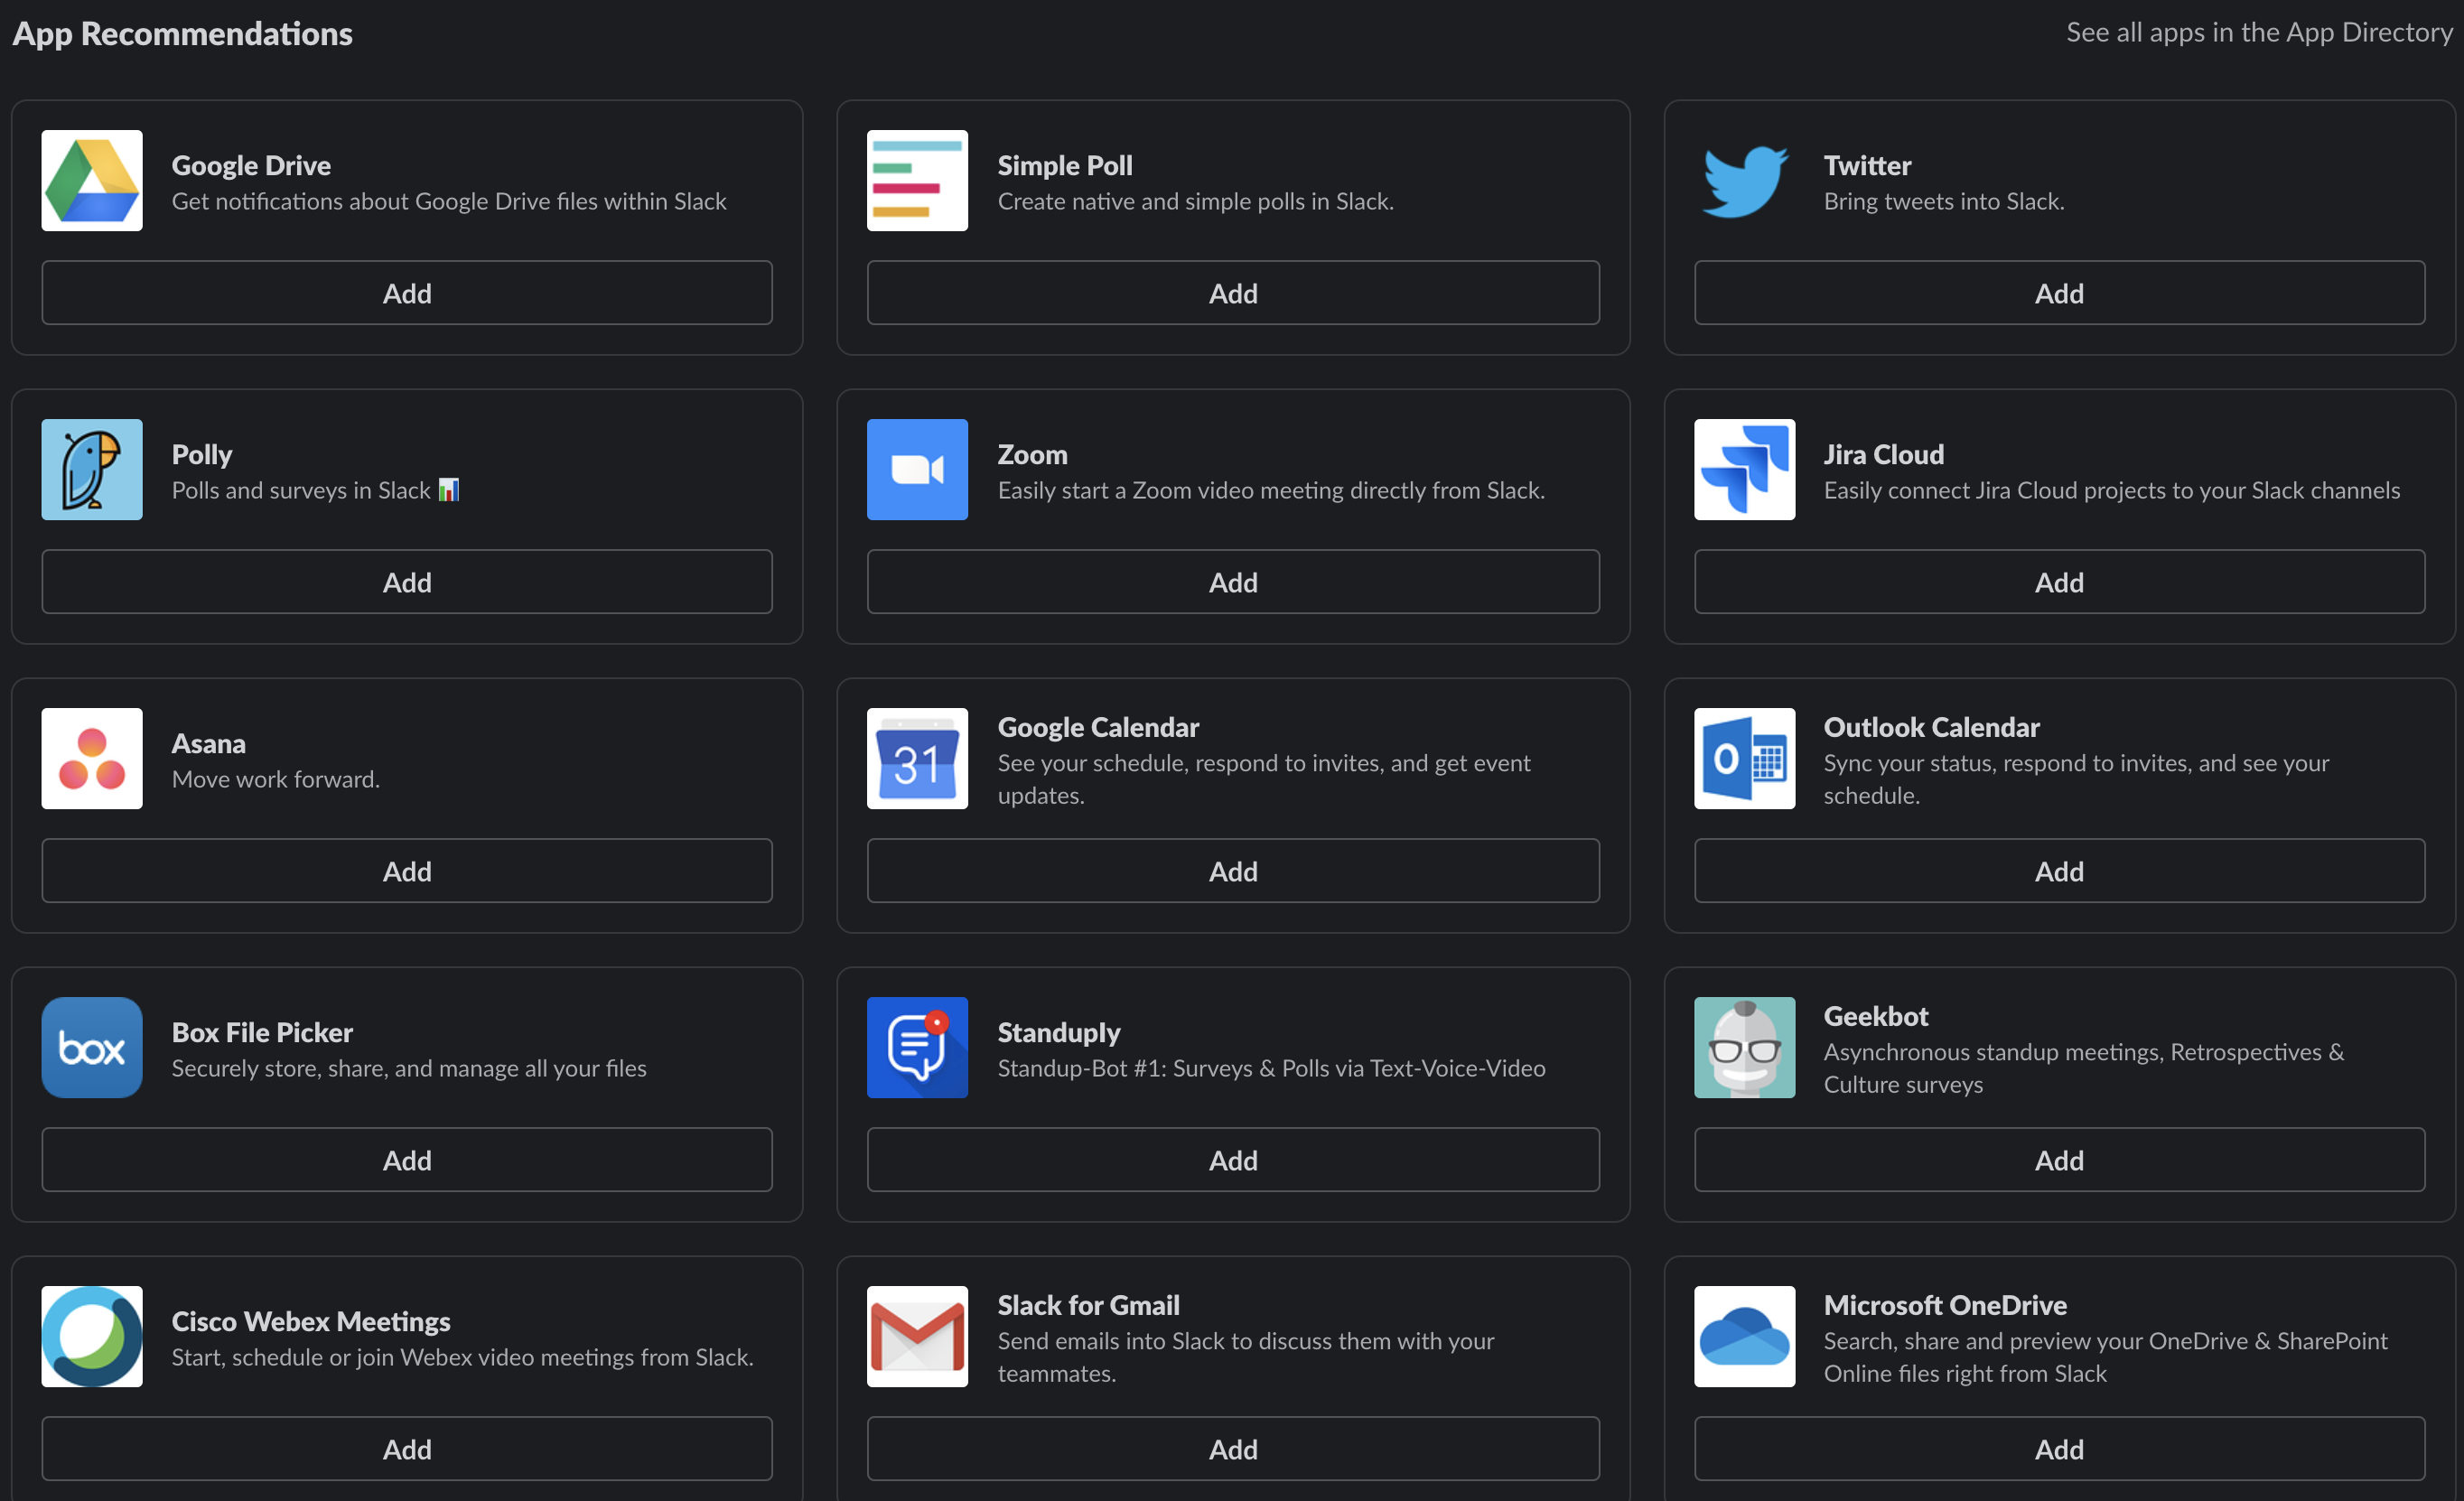 App Recommendations
See all apps in the App Directory
Google Drive
Get notifications about Google Drive files within Slack
Add
Simple Poll
Create native and simple polls in Slack.
Add
Twitter
Bring tweets into Slack.
Add
Polly
Polls and surveys in Slack 📊
Add
Zoom
Easily start a Zoom video meeting directly from Slack.
Add
Jira Cloud
Easily connect Jira Cloud projects to your Slack channels
Add
Asana
Move work forward.
Add
31
Google Calendar
See your schedule, respond to invites, and get event
updates.
Add
O
Outlook Calendar
Sync your status, respond to invites, and see your
schedule.
Add
box
Box File Picker
Securely store, share, and manage all your files
Add
Standuply
Standup-Bot #1: Surveys & Polls via Text-Voice-Video
Add
Geekbot
Asynchronous standup meetings, Retrospectives &
Culture surveys
Add
Cisco Webex Meetings
Start, schedule or join Webex video meetings from Slack.
Add
Slack for Gmail
Send emails into Slack to discuss them with your
teammates.
Add
Microsoft OneDrive
Search, share and preview your OneDrive & SharePoint
Online files right from Slack
Add